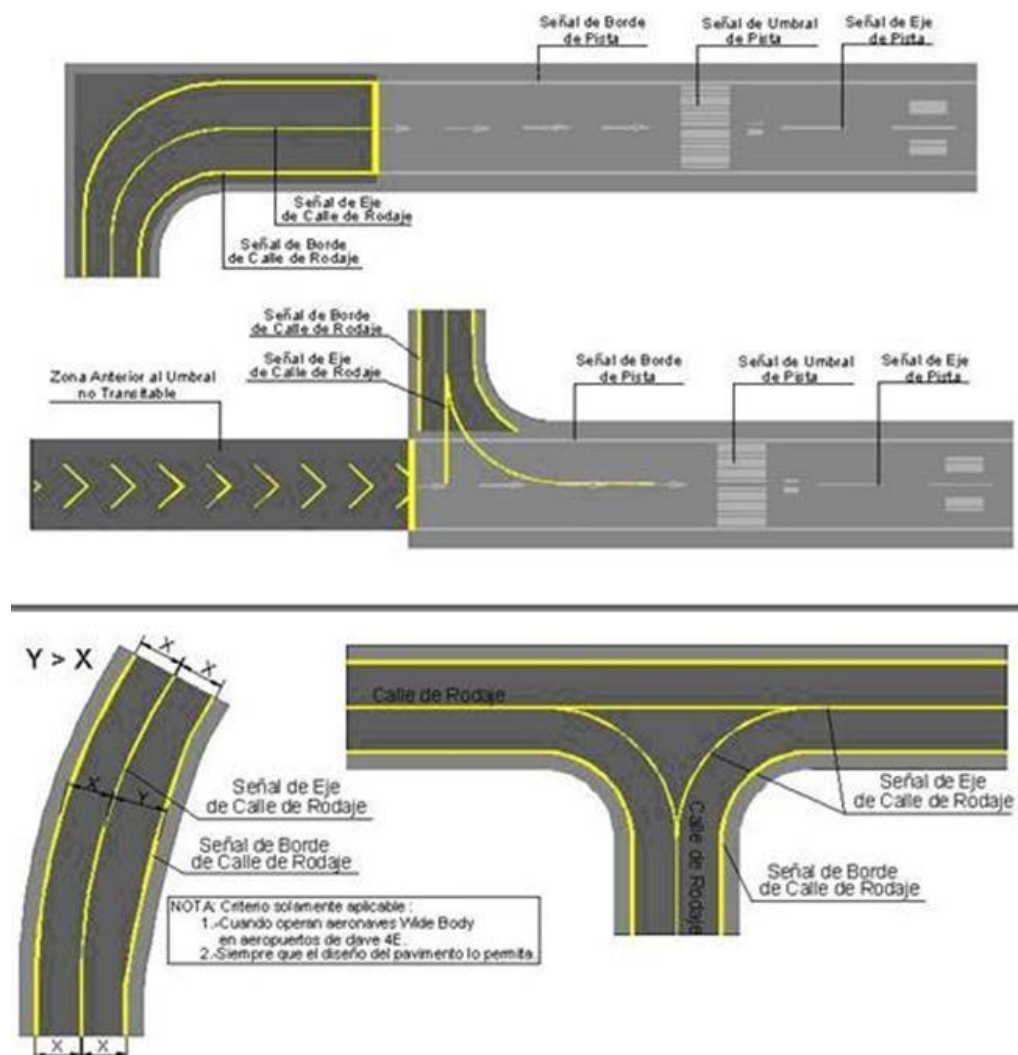 Señal de Borde
de Pista
Señal de Umbral
de Pista
Señal de Eje
de Pista
Señal de Eje
de Calle de Rodaje
Señal de Borde
de Calle de Rodaje
Señal de Borde
de Calle de Rodaje
Señal de Eje
de Calle de Rodaje
Zona Anterior al Umbral
no Transitable
Señal de Borde
de Pista
Señal de Umbral
de Pista
Señal de Eje
de Pista
Y > X
X
X
X
Y
Señal de Eje
de Calle de Rodaje
Señal de Borde
de Calle de Rodaje
NOTA: Criterio solamente aplicable :
1.-Cuando operan aeronaves Wide Body
en aeropuertos de clave 4E.
2.-Siempre que el diseño del pavimento lo permita.
X
X
Calle de Rodaje
Calle de Rodaje
Señal de Eje
de Calle de Rodaje
Señal de Borde
de Calle de Rodaje